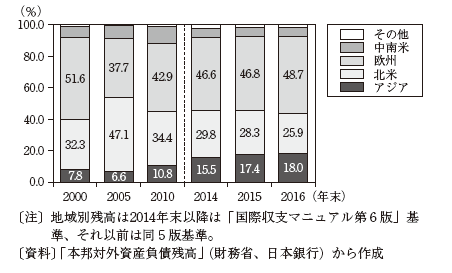 (%)
100.0
80.0
60.0
40.0
20.0
0.0
51.6 37.7 42.9 46.6 46.8 48.7
32.3 47.1 34.4 29.8 28.3 25.9
7.8 6.6 10.8 15.5 17.4 18.0
2000 2005 2010 2014 2015 2016 (年末)
その他
中南米
欧州
北米
アジア
〔注〕地域別残高は2014年末以降は「国際収支マニュアル第6版」基
準、それ以前は同5版基準。
〔資料〕「本邦対外資産負債残高」(財務省、日本銀行)から作成